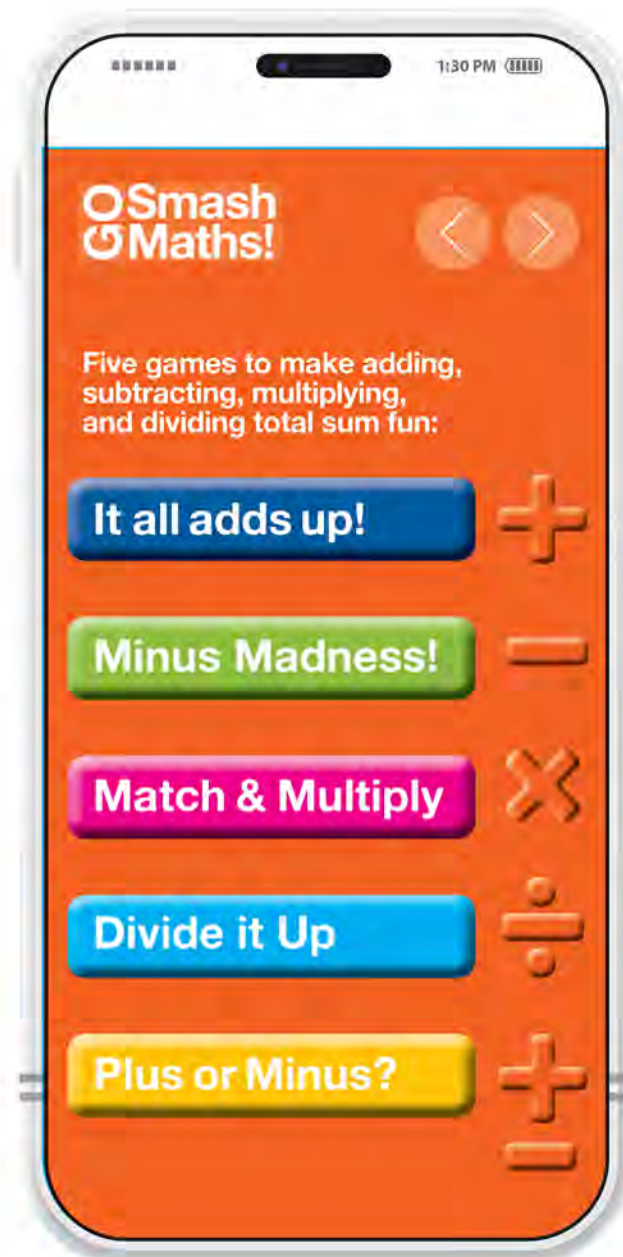 1:30 PM
GO Smash
Maths!
Five games to make adding,
subtracting, multiplying,
and dividing total sum fun:
It all adds up!
+
Minus Madness!
−
Match & Multiply
×
Divide it Up
÷
Plus or Minus?
+
−